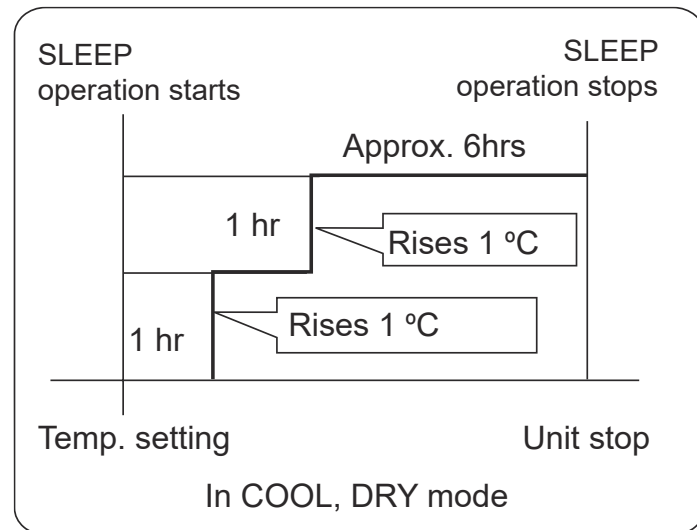 SLEEP
operation starts
SLEEP
operation stops
Approx. 6hrs
1 hr
Rises 1 ºC
1 hr
Rises 1 ºC
Temp. setting
Unit stop
In COOL, DRY mode